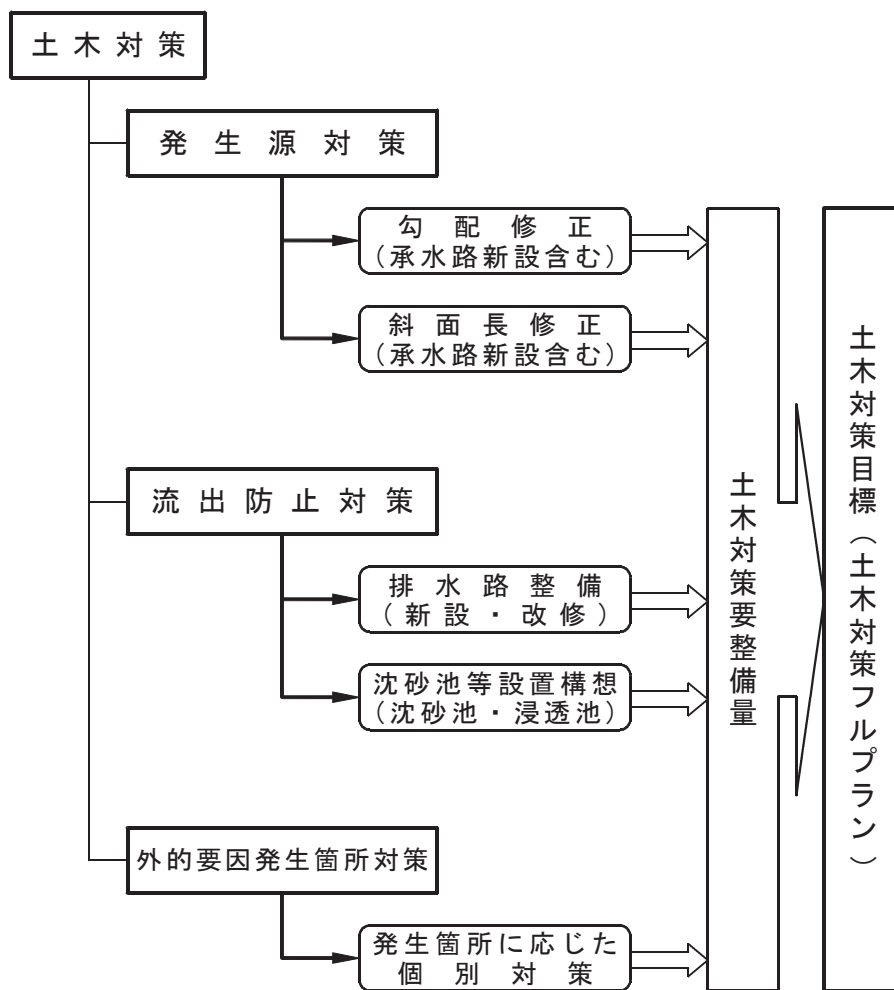 土木対策
発生源対策
勾配修正
（承水路新設含む）
斜面長修正
（承水路新設含む）
流出防止対策
排水路整備
（新設・改修）
沈砂池等設置構想
（沈砂池・浸透池）
外的要因発生箇所対策
発生箇所に応じた
個別対策
土木対策要整備量
土木対策目標（土木対策フルプラン）